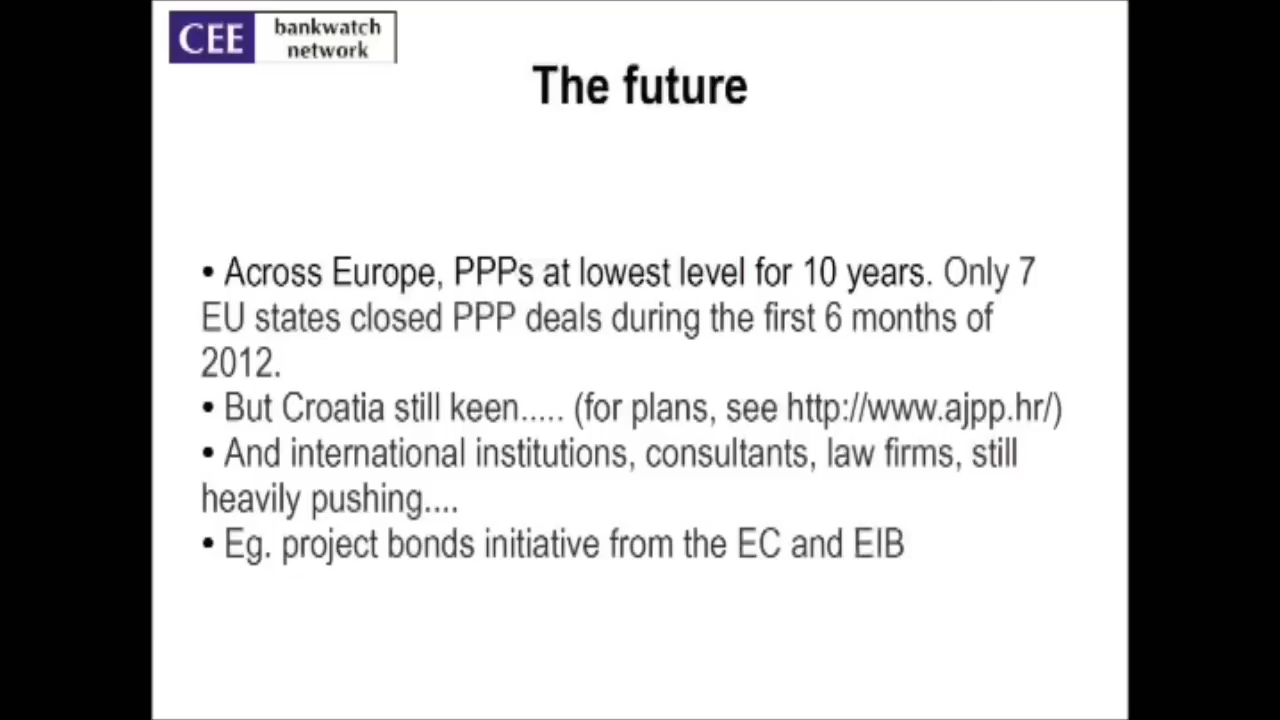 CEE bankwatch
network
The future
• Across Europe, PPPs at lowest level for 10 years. Only 7
EU states closed PPP deals during the first 6 months of
2012.
• But Croatia still keen..... (for plans, see http://www.ajpp.hr/)
• And international institutions, consultants, law firms, still
heavily pushing....
• Eg. project bonds initiative from the EC and EIB